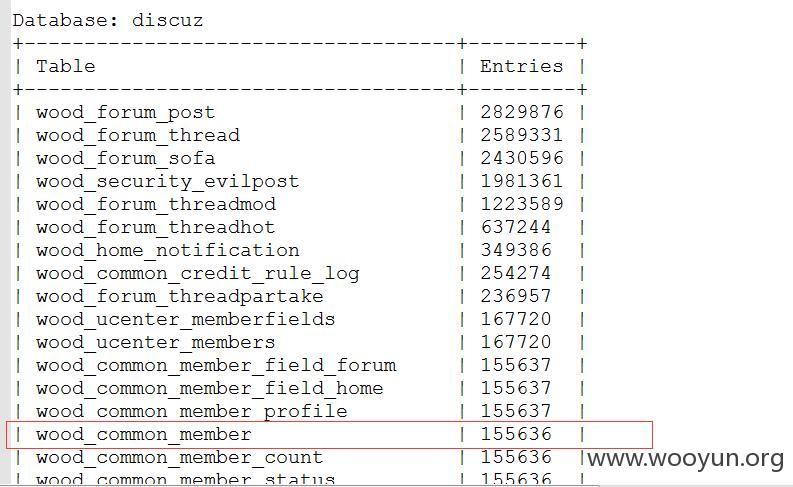 Database: discuz
+------------------------------------+---------+
| Table | Entries |
+------------------------------------+---------+
| wood_forum_post | 2829876 |
| wood_forum_thread | 2589331 |
| wood_forum_sofa | 2430596 |
| wood_security_evilpost | 1981361 |
| wood_forum_threadmod | 1223589 |
| wood_forum_threadhot | 637244 |
| wood_home_notification | 349386 |
| wood_common_credit_rule_log | 254274 |
| wood_forum_threadpartake | 236957 |
| wood_ucenter_memberfields | 167720 |
| wood_ucenter_members | 167720 |
| wood_common_member_field_forum | 155637 |
| wood_common_member_field_home | 155637 |
| wood_common_member_profile | 155637 |
| wood_common_member | 155636 |
| wood_common_member_count | 155636 |
| wood_common_member_status | 155636 |
www.wooyun.org